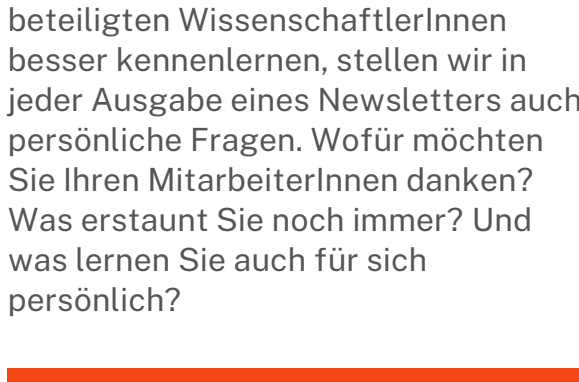 beteiligten WissenschaftlerInnen
besser kennenlernen, stellen wir in
jeder Ausgabe eines Newsletters auch
persönliche Fragen. Wofür möchten
Sie Ihren MitarbeiterInnen danken?
Was erstaunt Sie noch immer? Und
was lernen Sie auch für sich
persönlich?